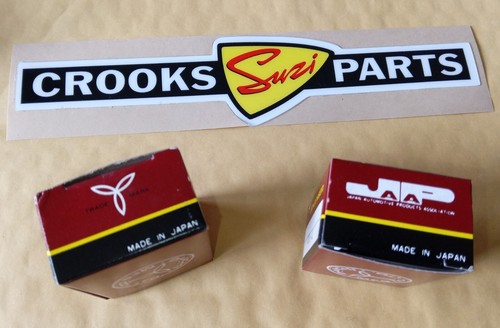 CROOKS Suzi PARTS
TRADE MARK
MADE IN JAPAN
JAP
JAPAN AUTOMOTIVE PRODUCTS ASSOCIATION
MADE IN JAPAN